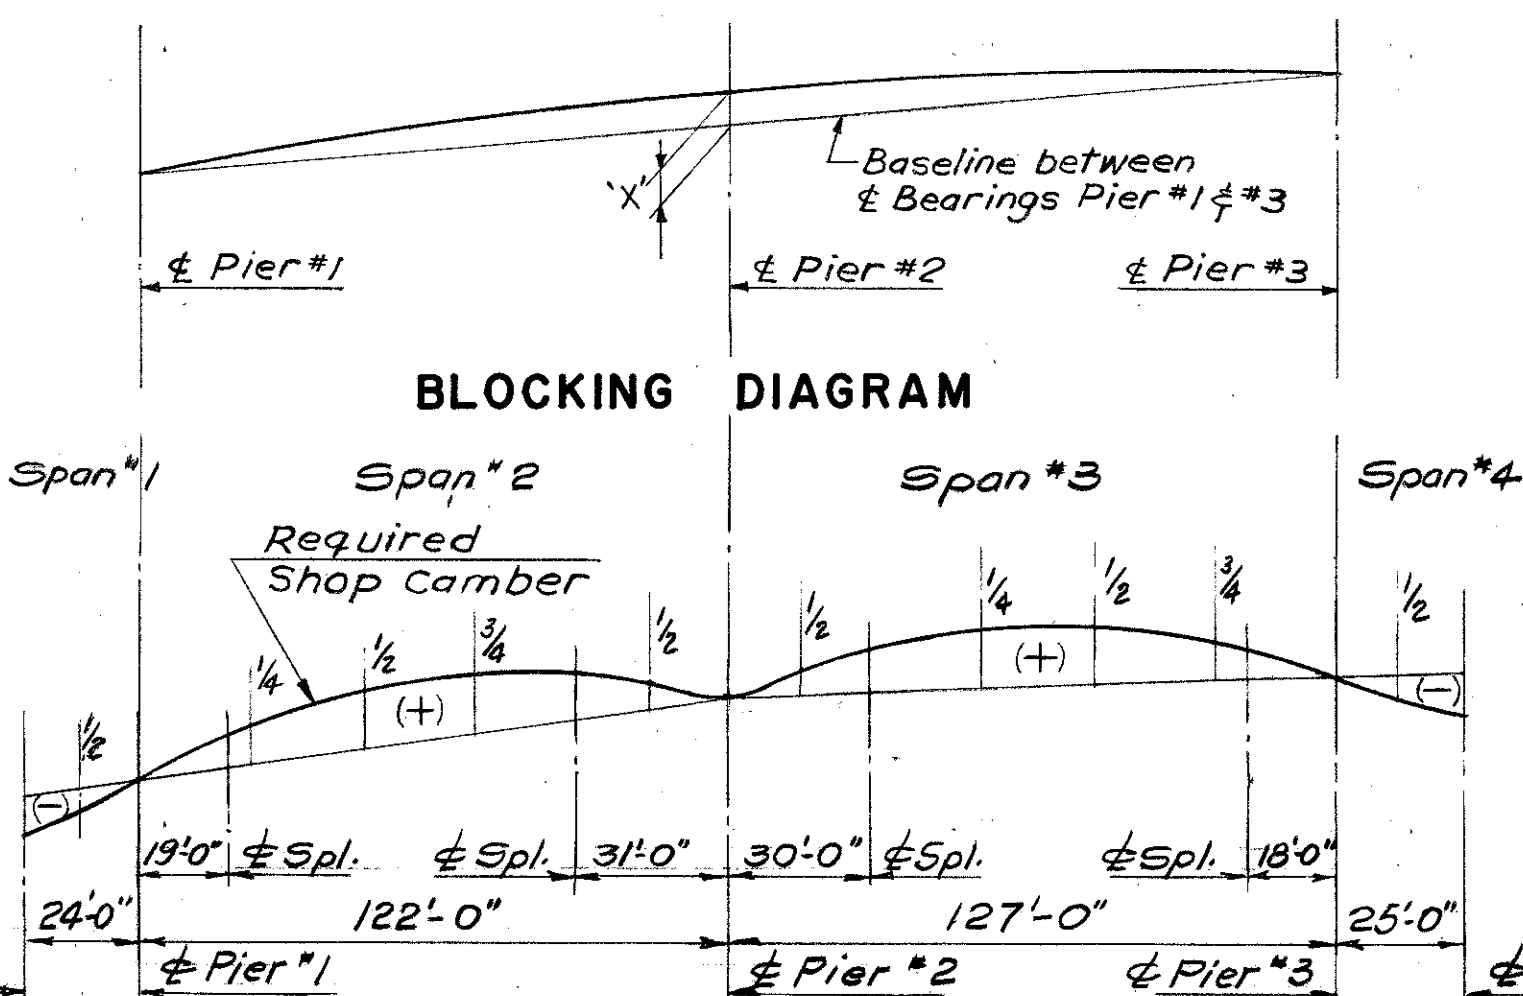 Baseline between
'X'
℄ Bearings Pier #1 & #3
℄ Pier #1
℄ Pier #2
℄ Pier #3
BLOCKING DIAGRAM
Span #1
Span #2
Span #3
Span #4
Required
Shop Camber
1/2
1/4
1/2
3/4
1/2
1/2
1/4
1/2
3/4
1/2
(-)
(+)
(+)
(-)
19'-0"
℄ Spl.
℄ Spl.
31'-0"
30'-0"
℄ Spl.
℄ Spl.
18'-0"
24'-0"
122'-0"
127'-0"
25'-0"
℄ Pier #1
℄ Pier #2
℄ Pier #3
℄